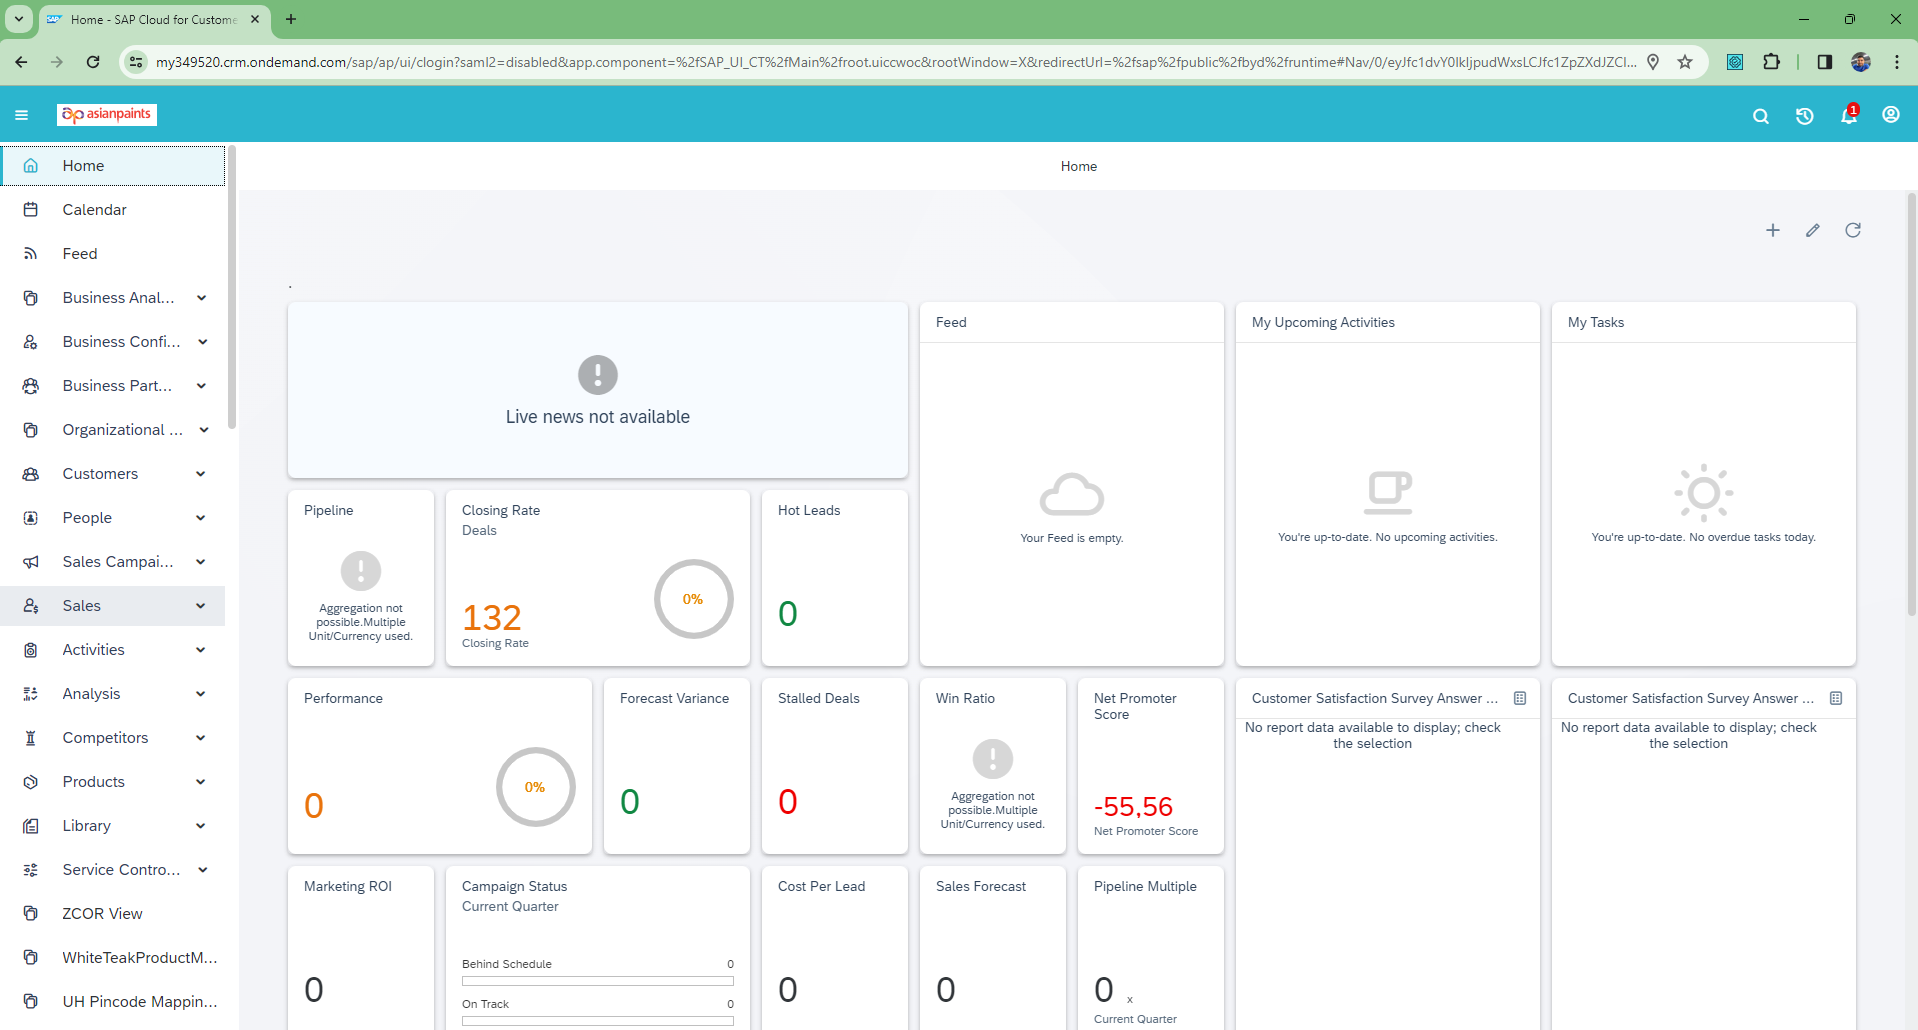 Home - SAP Cloud for Custome
my349520.crm.ondemand.com/sap/ap/ui/clogin?saml2=disabled&app.component=%2fSAP_UI_CT%2fMain%2froot.uiccwoc&rootWindow=X&redirectUrl=%2fsap%2fpublic%2fbyd%2fruntime#Nav/0/eyJfc1dvY0lkIjpudWxsLCJfc1ZpZXdJZCI...
asianpaints
1
Home
Calendar
Feed
Business Anal...
Business Confi...
Business Part...
Organizational ...
Customers
People
Sales Campai...
Sales
Activities
Analysis
Competitors
Products
Library
Service Contro...
ZCOR View
WhiteTeakProductM...
UH Pincode Mappin...
Home
.
Live news not available
Feed
Your Feed is empty.
My Upcoming Activities
You're up-to-date. No upcoming activities.
My Tasks
You're up-to-date. No overdue tasks today.
Pipeline
Aggregation not
possible.Multiple
Unit/Currency used.
Closing Rate
Deals
132
Closing Rate
0%
Hot Leads
0
Performance
0
0%
Forecast Variance
0
Stalled Deals
0
Win Ratio
Aggregation not
possible.Multiple
Unit/Currency used.
Net Promoter
Score
-55,56
Net Promoter Score
Customer Satisfaction Survey Answer ...
No report data available to display; check
the selection
Customer Satisfaction Survey Answer ...
No report data available to display; check
the selection
Marketing ROI
0
Campaign Status
Current Quarter
Behind Schedule 0
On Track 0
Cost Per Lead
0
Sales Forecast
0
Pipeline Multiple
0 x
Current Quarter